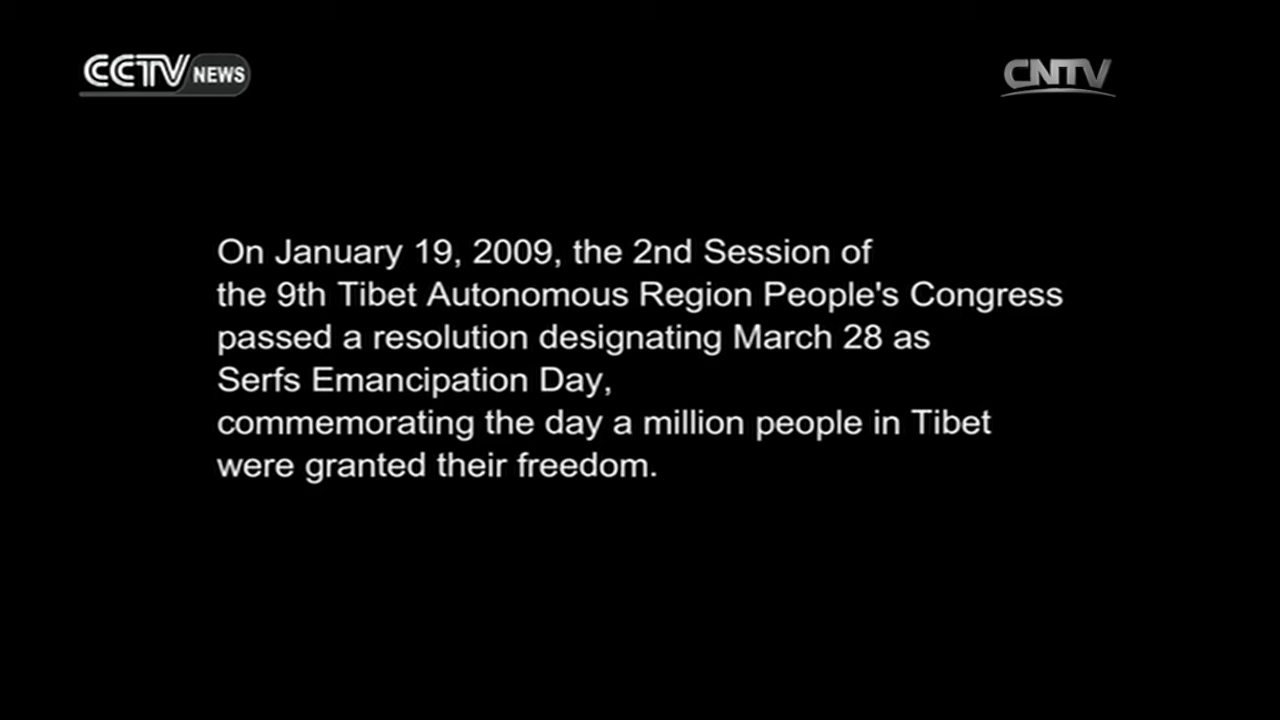 CCTV NEWS
CNTV
On January 19, 2009, the 2nd Session of
the 9th Tibet Autonomous Region People's Congress
passed a resolution designating March 28 as
Serfs Emancipation Day,
commemorating the day a million people in Tibet
were granted their freedom.